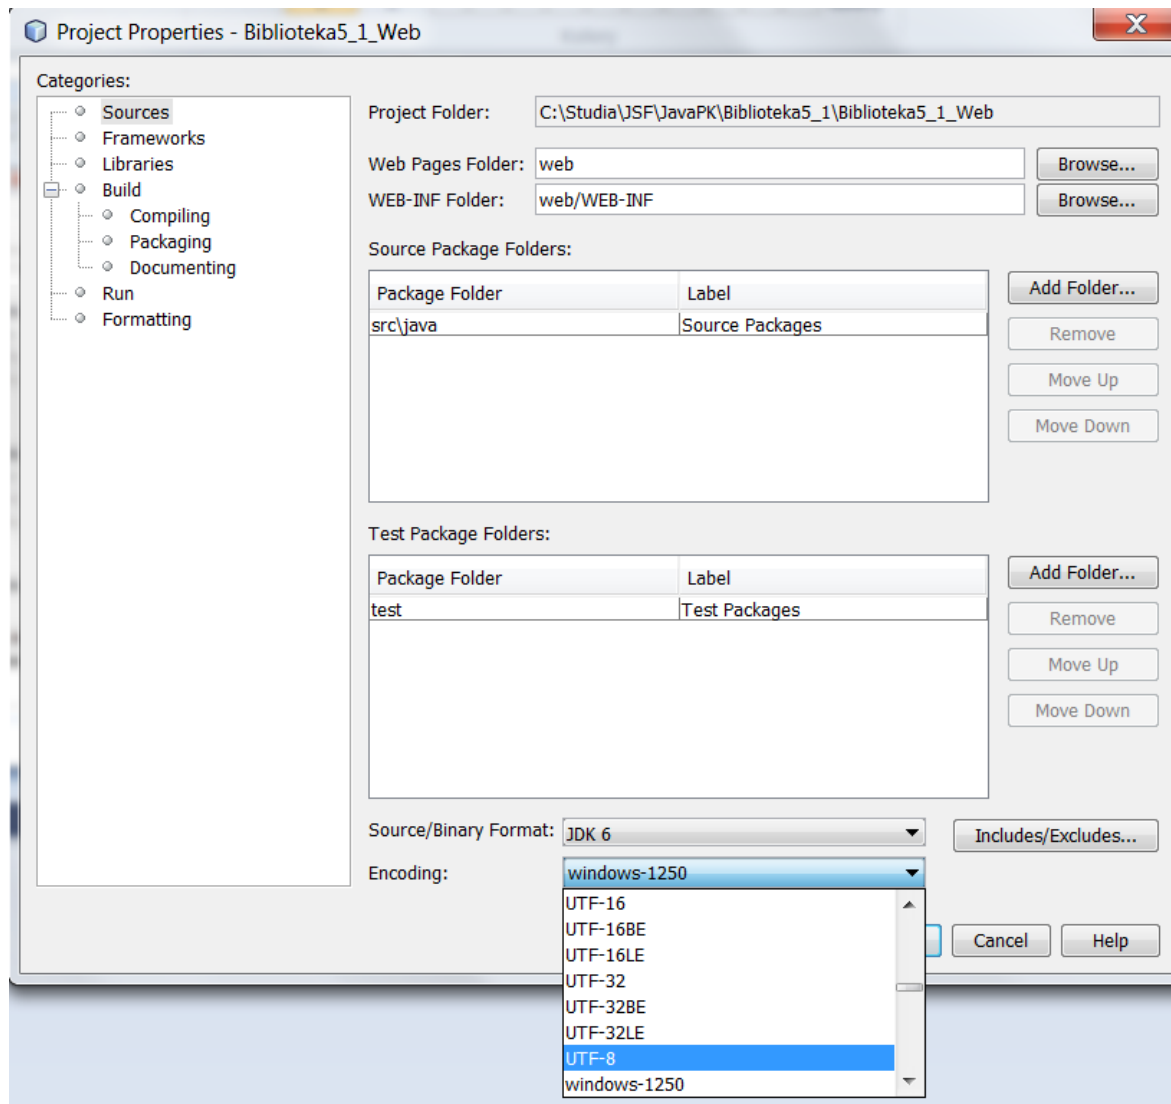 Project Properties - Biblioteka5_1_Web
X
Categories:
Sources
Frameworks
Libraries
Build
Compiling
Packaging
Documenting
Run
Formatting
Project Folder: C:\Studia\JSF\JavaPK\Biblioteka5_1\Biblioteka5_1_Web
Web Pages Folder: web Browse...
WEB-INF Folder: web/WEB-INF Browse...
Source Package Folders:
Package Folder Label
src\java Source Packages
Add Folder...
Remove
Move Up
Move Down
Test Package Folders:
Package Folder Label
test Test Packages
Add Folder...
Remove
Move Up
Move Down
Source/Binary Format: JDK 6 Includes/Excludes...
Encoding: windows-1250
UTF-16
UTF-16BE
UTF-16LE
UTF-32
UTF-32BE
UTF-32LE
UTF-8
windows-1250
Cancel Help